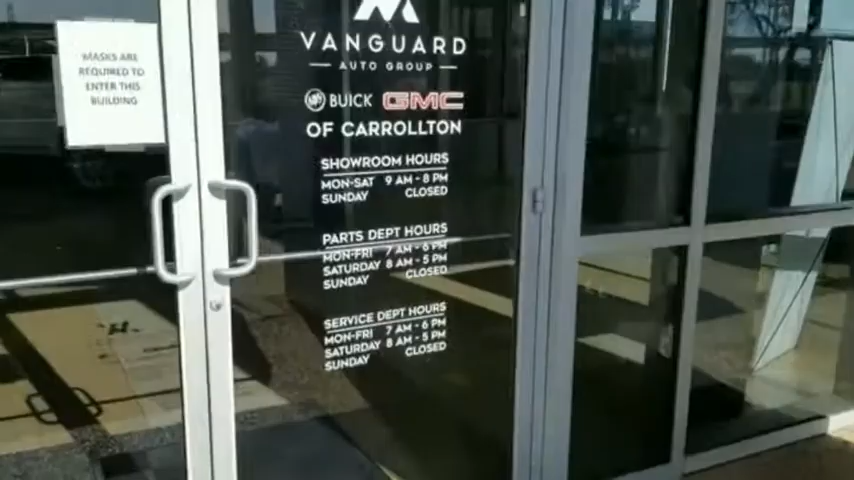 MASKS ARE
REQUIRED TO
ENTER THIS
BUILDING
VANGUARD
AUTO GROUP
BUICK GMC
OF CARROLLTON
SHOWROOM HOURS
MON-SAT 9 AM - 8 PM
SUNDAY CLOSED
PARTS DEPT HOURS
MON-FRI 7 AM - 6 PM
SATURDAY 8 AM - 5 PM
SUNDAY CLOSED
SERVICE DEPT HOURS
MON-FRI 7 AM - 6 PM
SATURDAY 8 AM - 5 PM
SUNDAY CLOSED